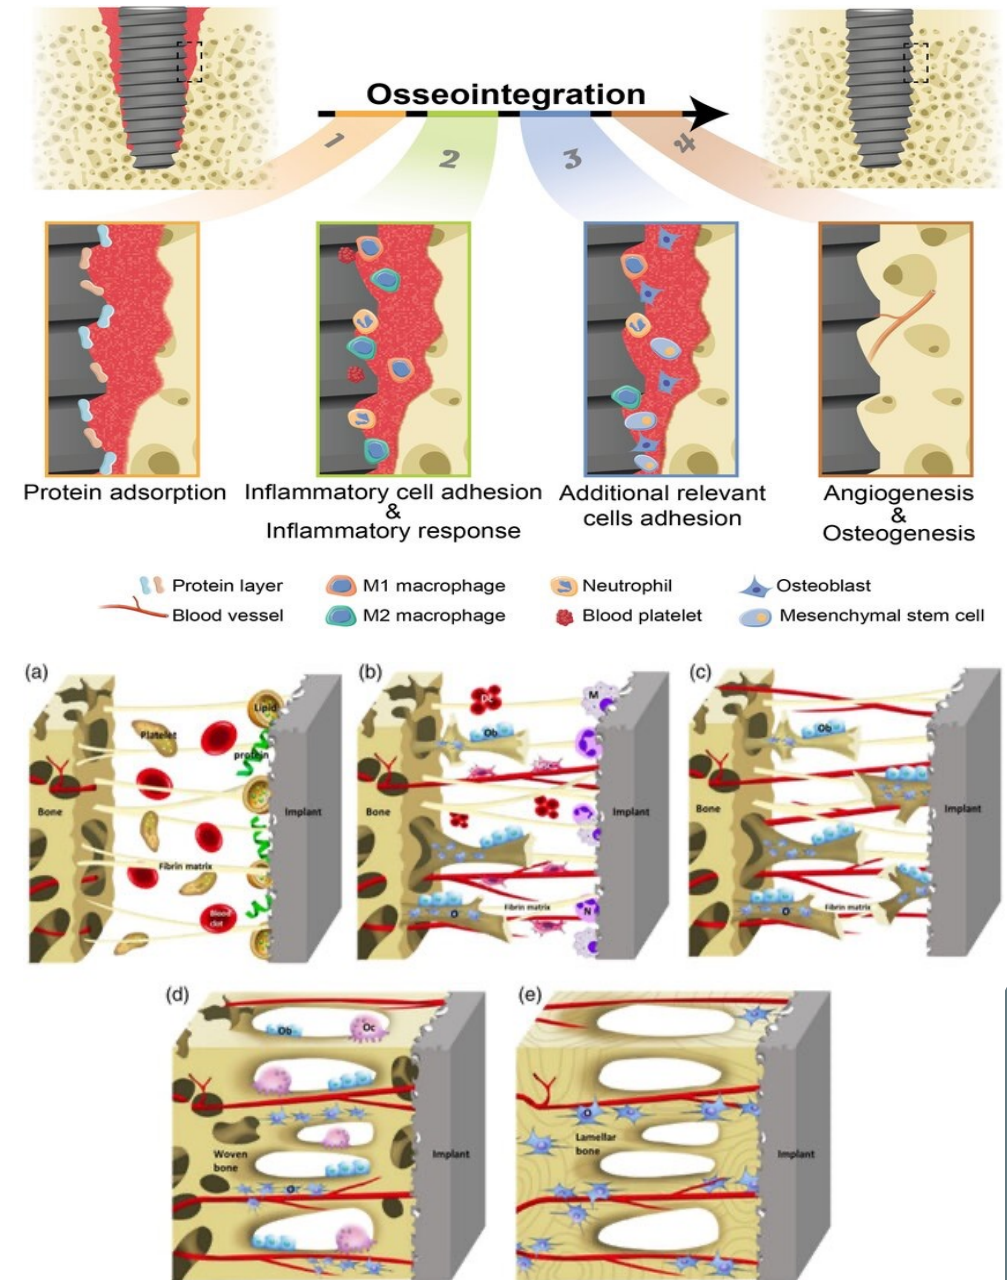 Osseointegration
1
2
3
4
Protein adsorption
Inflammatory cell adhesion
&
Inflammatory response
Additional relevant
cells adhesion
Angiogenesis
&
Osteogenesis
Protein layer
M1 macrophage
Neutrophil
Osteoblast
Blood vessel
M2 macrophage
Blood platelet
Mesenchymal stem cell
(a)
Lipid
Platelet
protein
Bone
Implant
Fibrin matrix
Blood
clot
(b)
DC
M
Ob
Bone
Implant
O
Fibrin matrix
N
(c)
Ob
Bone
Implant
O
Fibrin matrix
(d)
Ob
Oc
Woven
bone
Implant
O
(e)
Lamellar
bone
Implant